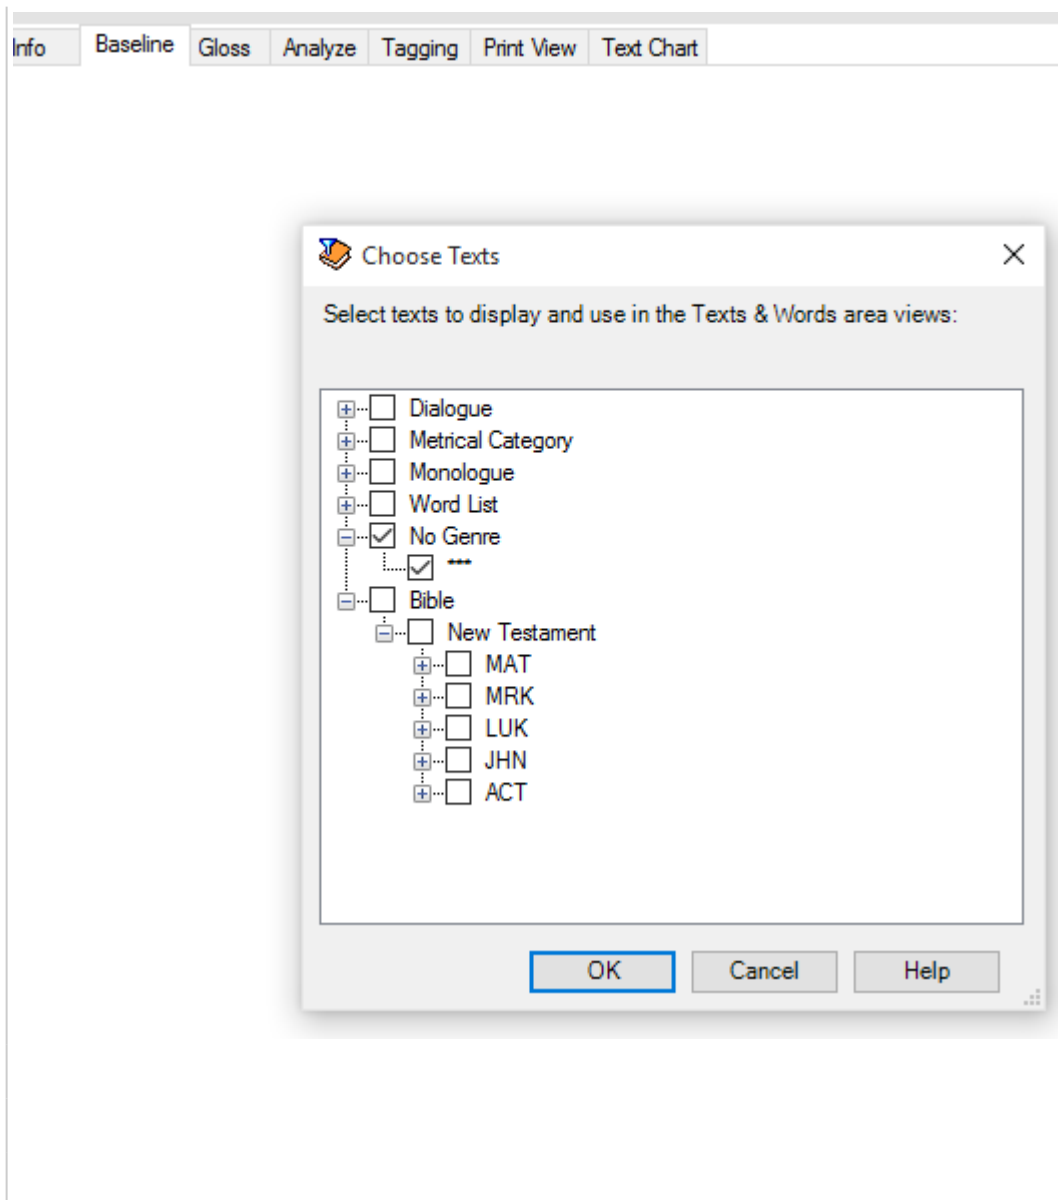 Info Baseline Gloss Analyze Tagging Print View Text Chart
Choose Texts
Select texts to display and use in the Texts & Words area views:
Dialogue
Metrical Category
Monologue
Word List
No Genre
***
Bible
New Testament
MAT
MRK
LUK
JHN
ACT
OK Cancel Help